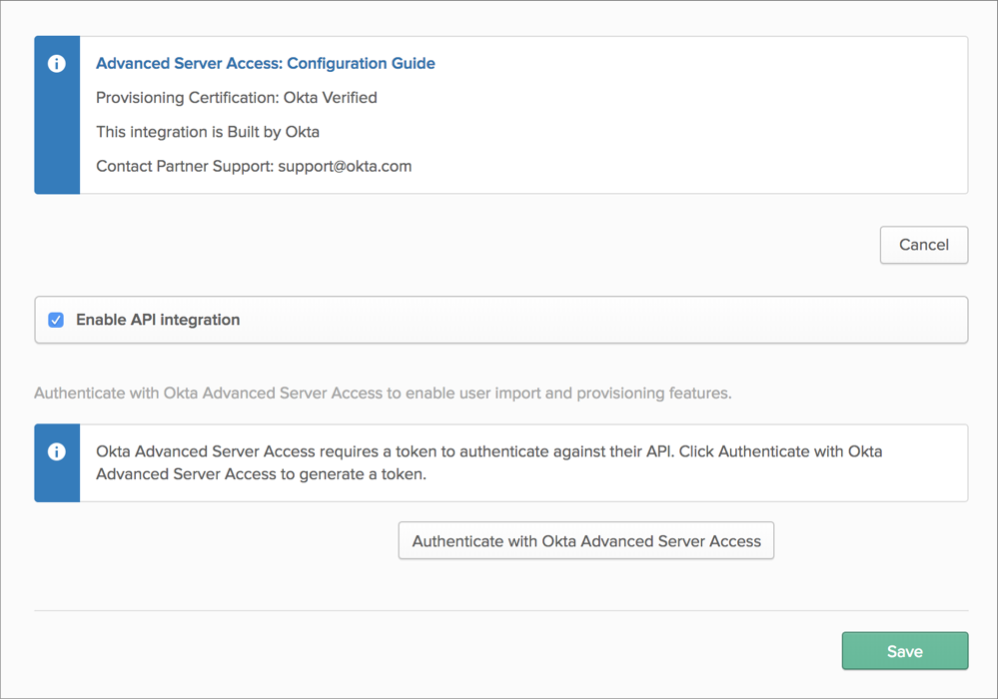 Advanced Server Access: Configuration Guide
Provisioning Certification: Okta Verified
This integration is Built by Okta
Contact Partner Support: support@okta.com
Cancel
Enable API integration
Authenticate with Okta Advanced Server Access to enable user import and provisioning features.
Okta Advanced Server Access requires a token to authenticate against their API. Click Authenticate with Okta
Advanced Server Access to generate a token.
Authenticate with Okta Advanced Server Access
Save